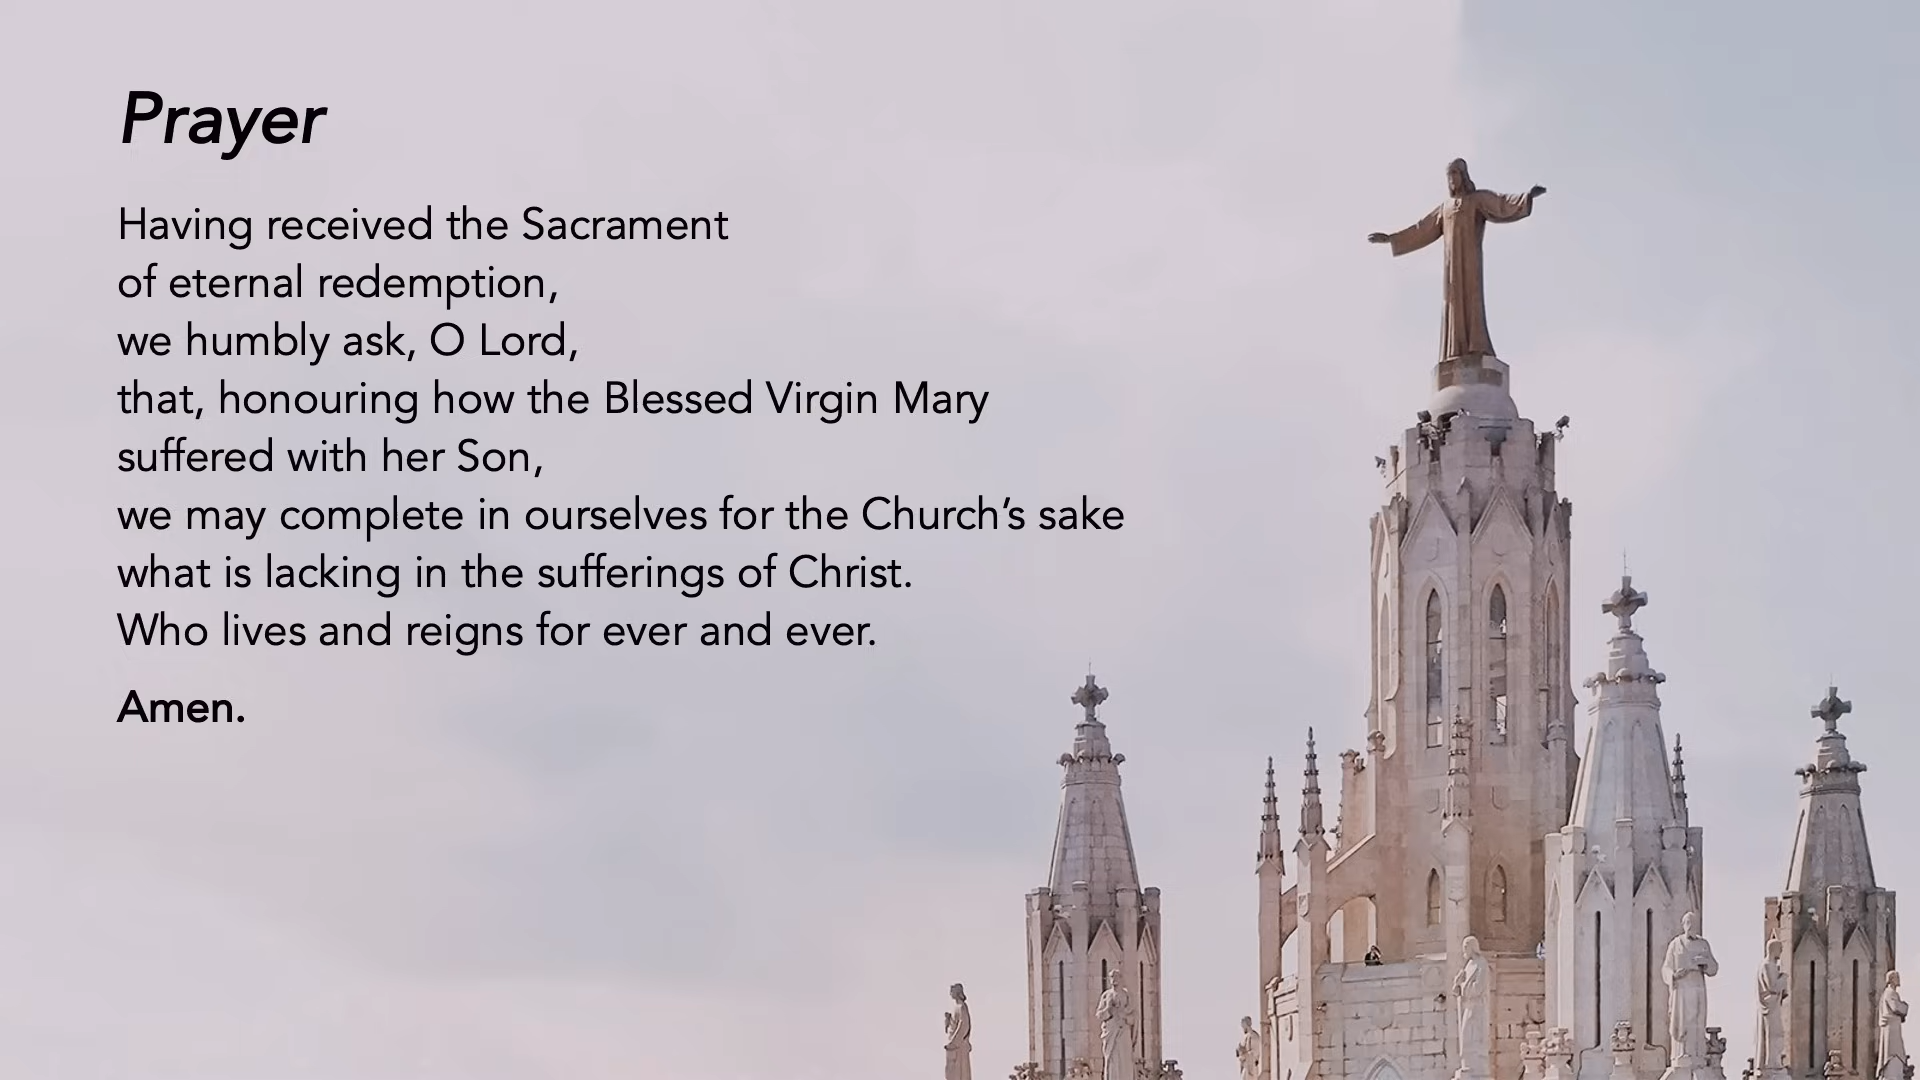 Prayer
Having received the Sacrament
of eternal redemption,
we humbly ask, O Lord,
that, honouring how the Blessed Virgin Mary
suffered with her Son,
we may complete in ourselves for the Church’s sake
what is lacking in the sufferings of Christ.
Who lives and reigns for ever and ever.
Amen.